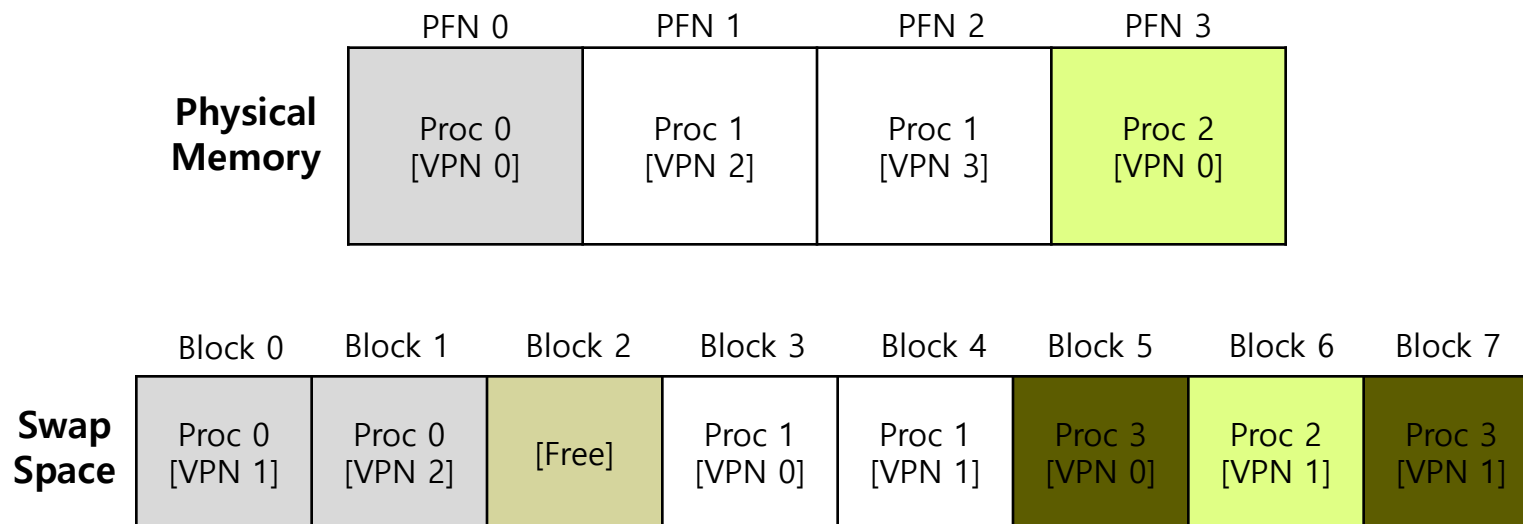 PFN 0 PFN 1 PFN 2 PFN 3
Physical
Memory
Proc 0
[VPN 0]
Proc 1
[VPN 2]
Proc 1
[VPN 3]
Proc 2
[VPN 0]
Block 0 Block 1 Block 2 Block 3 Block 4 Block 5 Block 6 Block 7
Swap
Space
Proc 0
[VPN 1]
Proc 0
[VPN 2]
[Free]
Proc 1
[VPN 0]
Proc 1
[VPN 1]
Proc 3
[VPN 0]
Proc 2
[VPN 1]
Proc 3
[VPN 1]